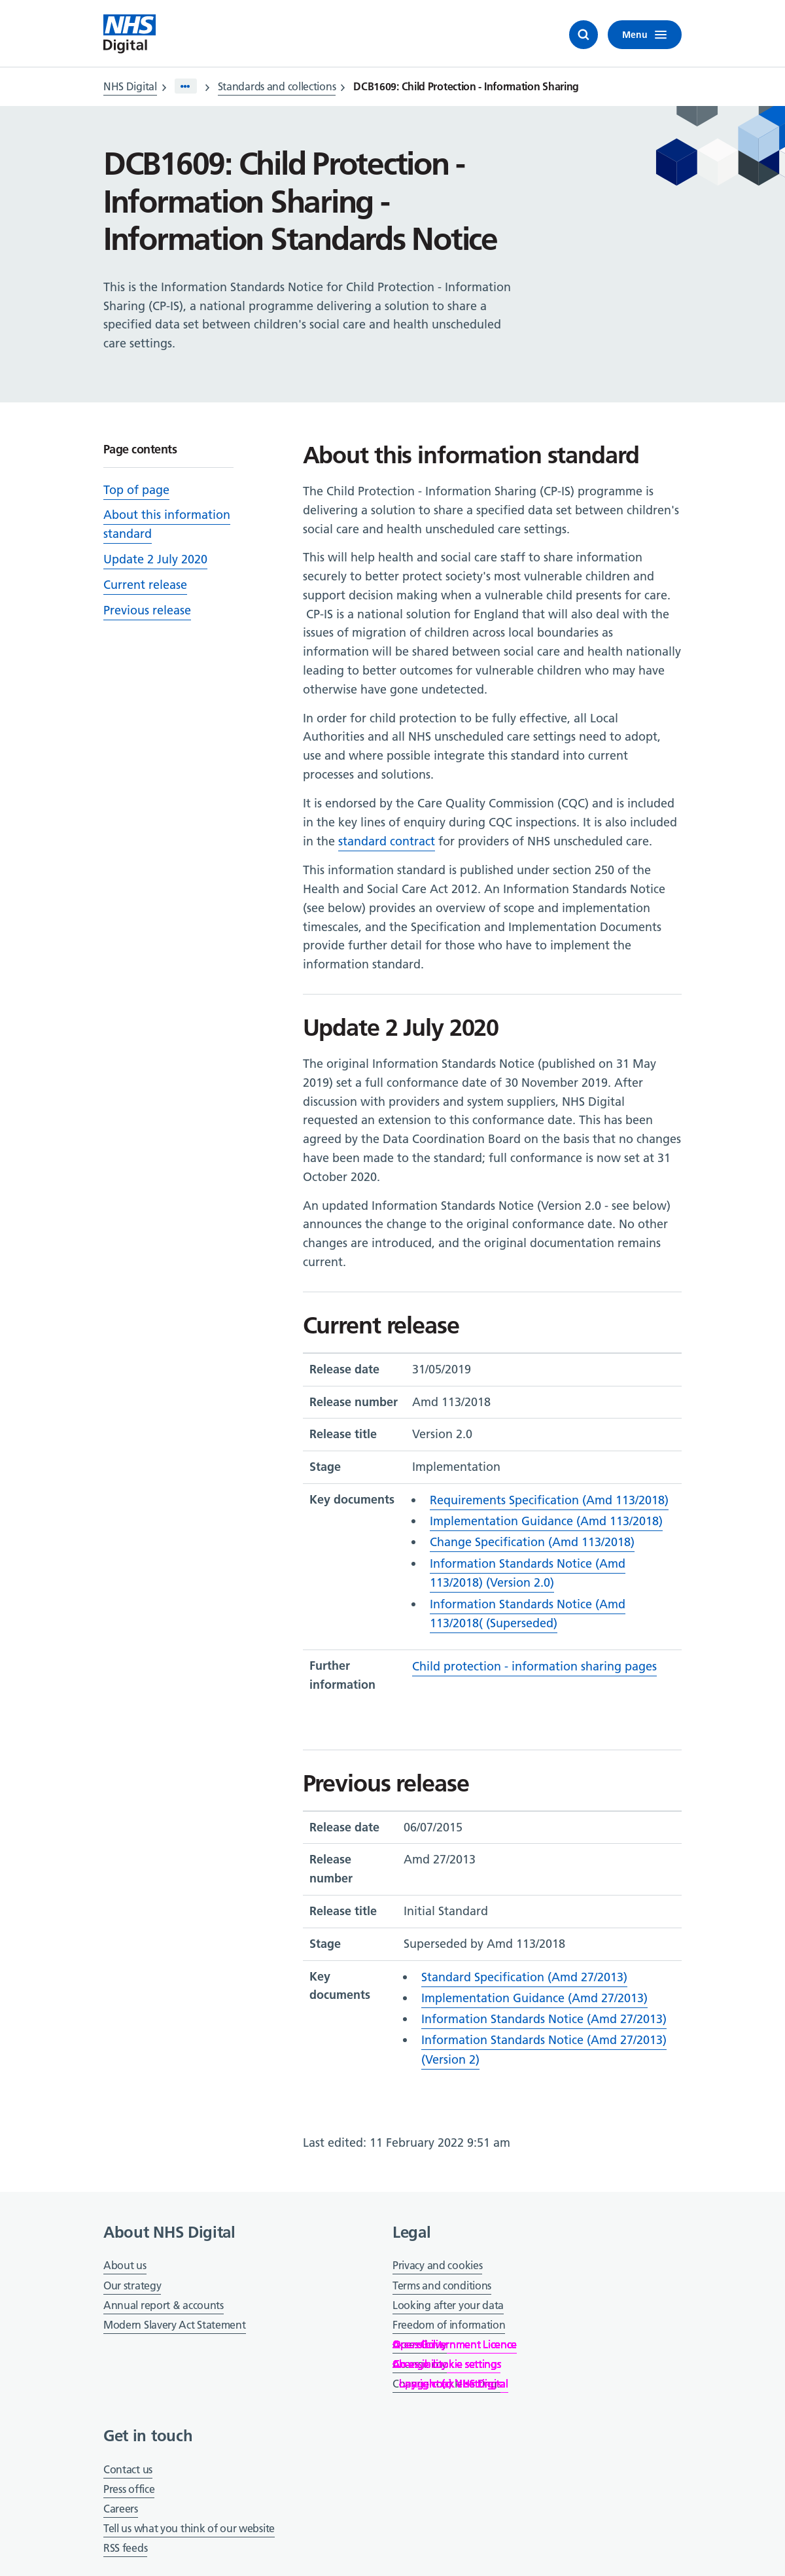 NHS
Digital
Menu
NHS Digital
Standards and collections
DCB1609: Child Protection - Information Sharing
DCB1609: Child Protection -
Information Sharing -
Information Standards Notice
This is the Information Standards Notice for Child Protection - Information
Sharing (CP-IS), a national programme delivering a solution to share a
specified data set between children's social care and health unscheduled
care settings.
Page contents
Top of page
About this information
standard
Update 2 July 2020
Current release
Previous release
About this information standard
The Child Protection - Information Sharing (CP-IS) programme is
delivering a solution to share a specified data set between children's
social care and health unscheduled care settings.
This will help health and social care staff to share information
securely to better protect society's most vulnerable children and
support decision making when a vulnerable child presents for care.
CP-IS is a national solution for England that will also deal with the
issues of migration of children across local boundaries as
information will be shared between social care and health nationally
leading to better outcomes for vulnerable children who may have
otherwise have gone undetected.
In order for child protection to be fully effective, all Local
Authorities and all NHS unscheduled care settings need to adopt,
use and where possible integrate this standard into current
processes and solutions.
It is endorsed by the Care Quality Commission (CQC) and is included
in the key lines of enquiry during CQC inspections. It is also included
in the standard contract for providers of NHS unscheduled care.
This information standard is published under section 250 of the
Health and Social Care Act 2012. An Information Standards Notice
(see below) provides an overview of scope and implementation
timescales, and the Specification and Implementation Documents
provide further detail for those who have to implement the
information standard.
Update 2 July 2020
The original Information Standards Notice (published on 31 May
2019) set a full conformance date of 30 November 2019. After
discussion with providers and system suppliers, NHS Digital
requested an extension to this conformance date. This has been
agreed by the Data Coordination Board on the basis that no changes
have been made to the standard; full conformance is now set at 31
October 2020.
An updated Information Standards Notice (Version 2.0 - see below)
announces the change to the original conformance date. No other
changes are introduced, and the original documentation remains
current.
Current release
Release date 31/05/2019
Release number Amd 113/2018
Release title Version 2.0
Stage Implementation
Key documents
• Requirements Specification (Amd 113/2018)
• Implementation Guidance (Amd 113/2018)
• Change Specification (Amd 113/2018)
• Information Standards Notice (Amd
113/2018) (Version 2.0)
• Information Standards Notice (Amd
113/2018( (Superseded)
Further
information
Child protection - information sharing pages
Previous release
Release date 06/07/2015
Release
number
Amd 27/2013
Release title Initial Standard
Stage Superseded by Amd 113/2018
Key
documents
• Standard Specification (Amd 27/2013)
• Implementation Guidance (Amd 27/2013)
• Information Standards Notice (Amd 27/2013)
• Information Standards Notice (Amd 27/2013)
(Version 2)
Last edited: 11 February 2022 9:51 am
About NHS Digital
About us
Our strategy
Annual report & accounts
Modern Slavery Act Statement
Legal
Privacy and cookies
Terms and conditions
Looking after your data
Freedom of information
Get in touch
Contact us
Press office
Careers
Tell us what you think of our website
RSS feeds